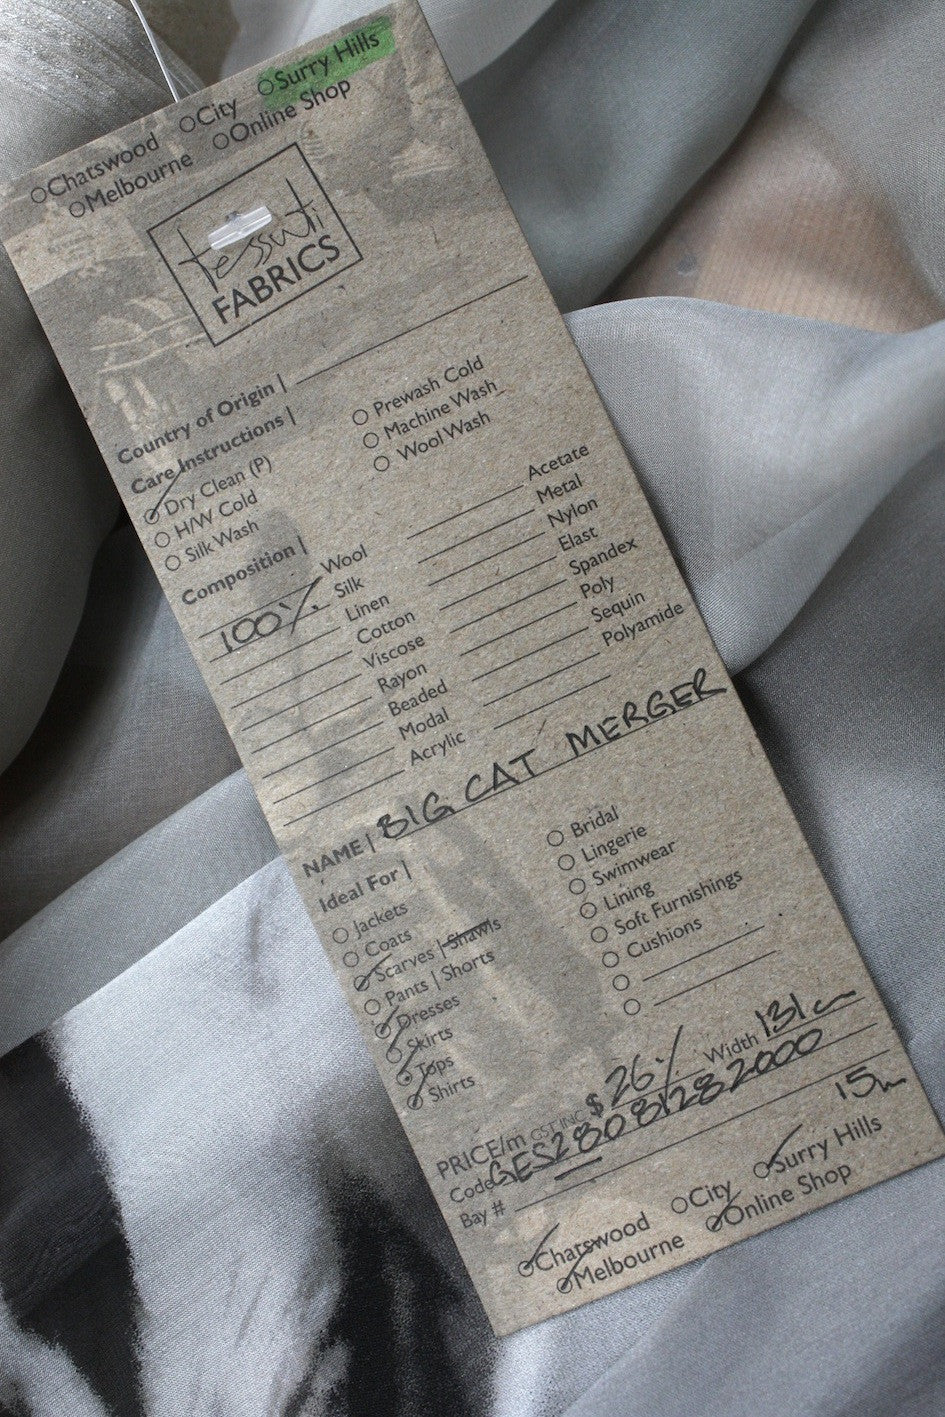 Chatswood City Surry Hills
Melbourne Online Shop
tessuti
FABRICS
Country of Origin |
Care Instructions |
Dry Clean (P) Prewash Cold
H/W Cold Machine Wash
Silk Wash Wool Wash
Composition |
Wool Acetate
100% Silk Metal
Linen Nylon
Cotton Elast
Viscose Spandex
Rayon Poly
Beaded Sequin
Modal Polyamide
Acrylic
NAME | BIG CAT MERGER
Ideal For |
Jackets Bridal
Coats Lingerie
Scarves | Shawls Swimwear
Pants | Shorts Lining
Dresses Soft Furnishings
Skirts Cushions
Tops
Shirts
PRICE/m GST INC $ 26 Width 131cm
Code
Bay # 15m
Chatswood City Surry Hills
Melbourne Online Shop